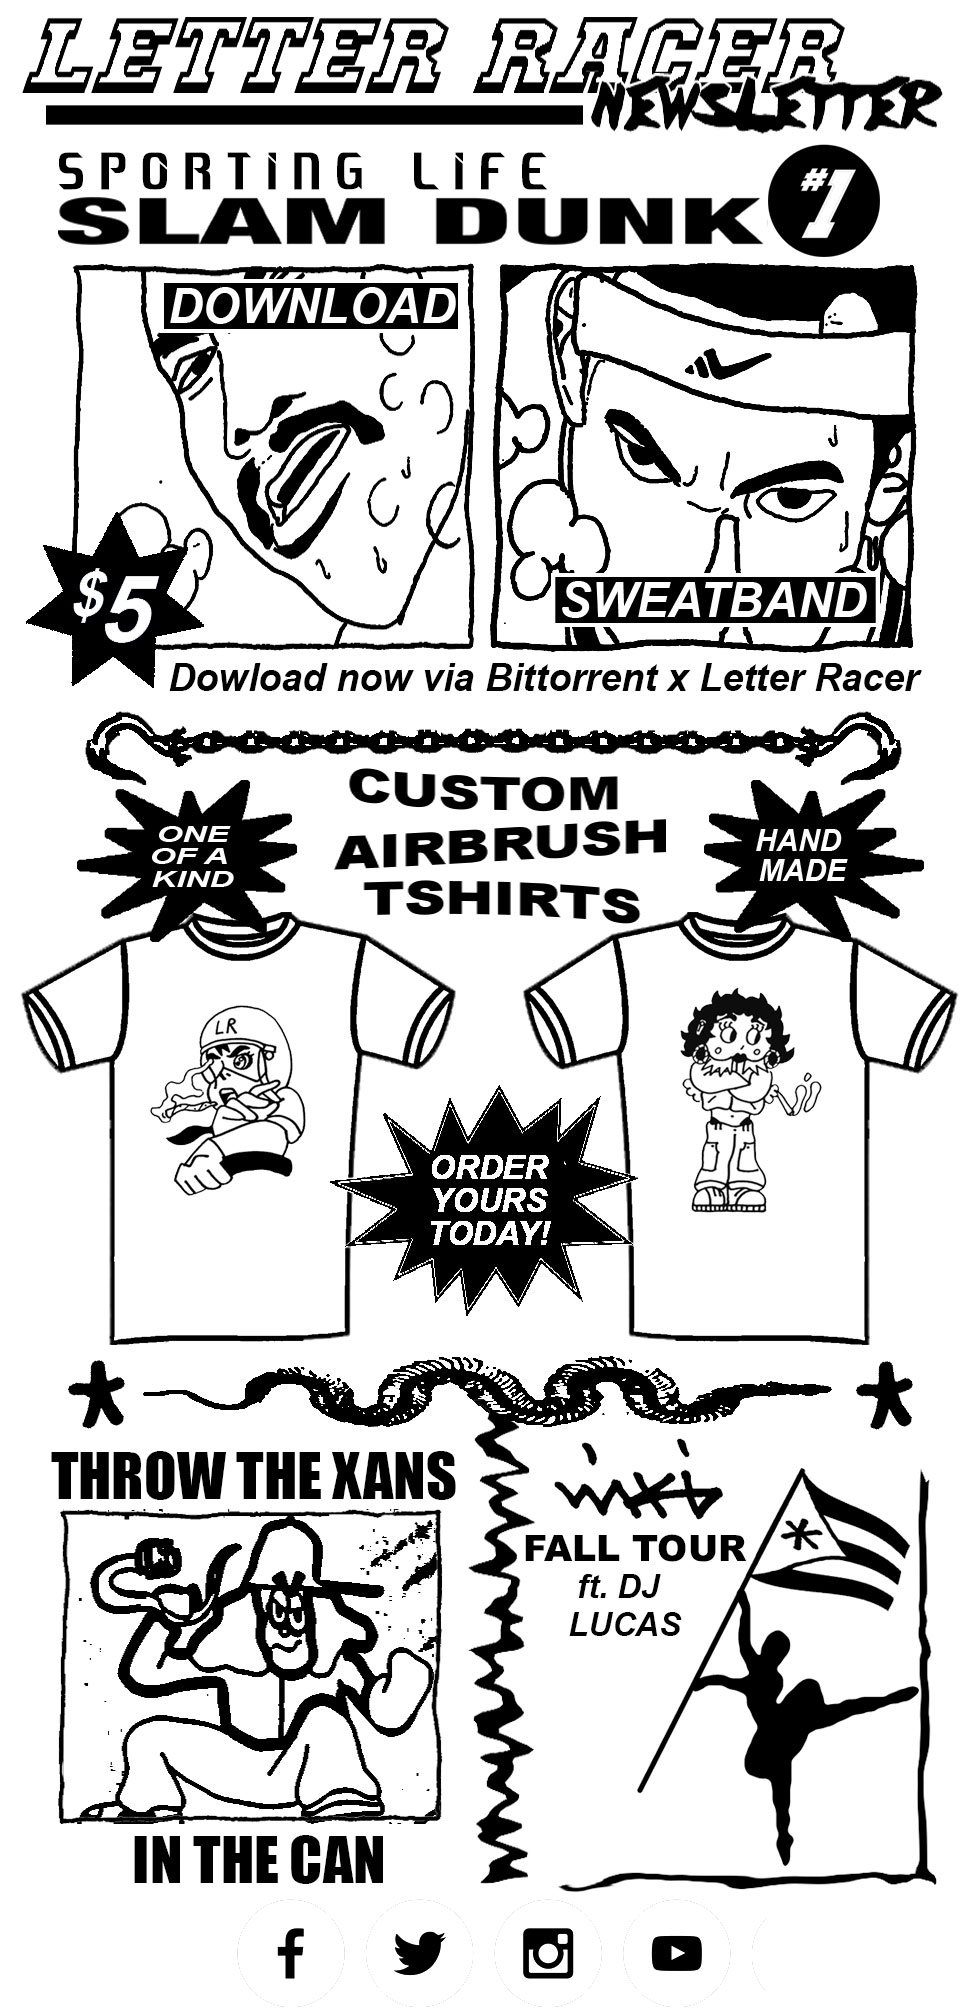 LETTER RACER
NEWSLETTER
SPORTING LIFE
SLAM DUNK #1
DOWNLOAD
SWEATBAND
$5
Dowload now via Bittorrent x Letter Racer
CUSTOM
AIRBRUSH
TSHIRTS
ONE
OF A
KIND
HAND
MADE
LR
ORDER
YOURS
TODAY!
THROW THE XANS
IN THE CAN
FALL TOUR
ft. DJ
LUCAS